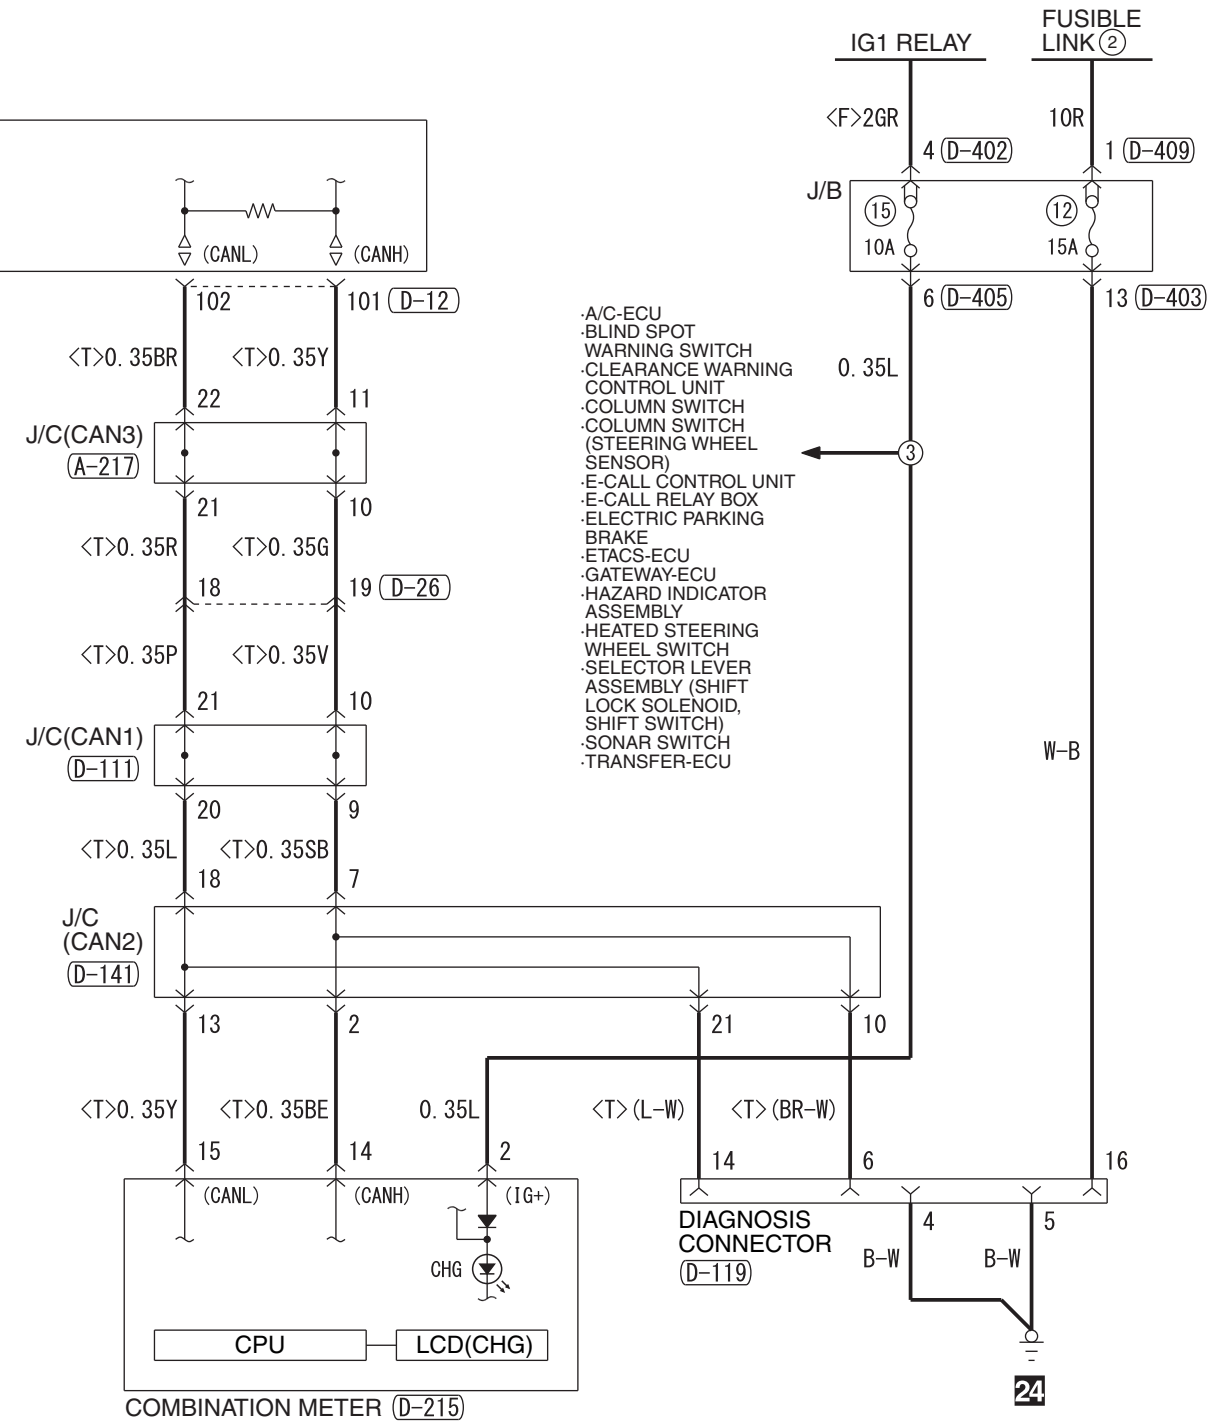 IG1 RELAY
FUSIBLE
LINK ②
<F>2GR
10R
4 (D-402)
1 (D-409)
J/B
⑮
10A
⑫
15A
6 (D-405)
13 (D-403)
(CANL)
(CANH)
102
101 (D-12)
<T>0.35BR
<T>0.35Y
22
11
J/C(CAN3)
(A-217)
21
10
<T>0.35R
<T>0.35G
18
19 (D-26)
<T>0.35P
<T>0.35V
21
10
J/C(CAN1)
(D-111)
20
9
<T>0.35L
<T>0.35SB
18
7
·A/C-ECU
·BLIND SPOT
WARNING SWITCH
·CLEARANCE WARNING
CONTROL UNIT
·COLUMN SWITCH
·COLUMN SWITCH
(STEERING WHEEL
SENSOR)
·E-CALL CONTROL UNIT
·E-CALL RELAY BOX
·ELECTRIC PARKING
BRAKE
·ETACS-ECU
·GATEWAY-ECU
·HAZARD INDICATOR
ASSEMBLY
·HEATED STEERING
WHEEL SWITCH
·SELECTOR LEVER
ASSEMBLY (SHIFT
LOCK SOLENOID,
SHIFT SWITCH)
·SONAR SWITCH
·TRANSFER-ECU
0.35L
③
W-B
J/C
(CAN2)
(D-141)
13
2
21
10
<T>0.35Y
<T>0.35BE
0.35L
<T>(L-W)
<T>(BR-W)
15
14
2
14
6
16
(CANL)
(CANH)
(IG+)
DIAGNOSIS
CONNECTOR
(D-119)
4
5
B-W
B-W
CHG
CPU
LCD(CHG)
24
COMBINATION METER (D-215)